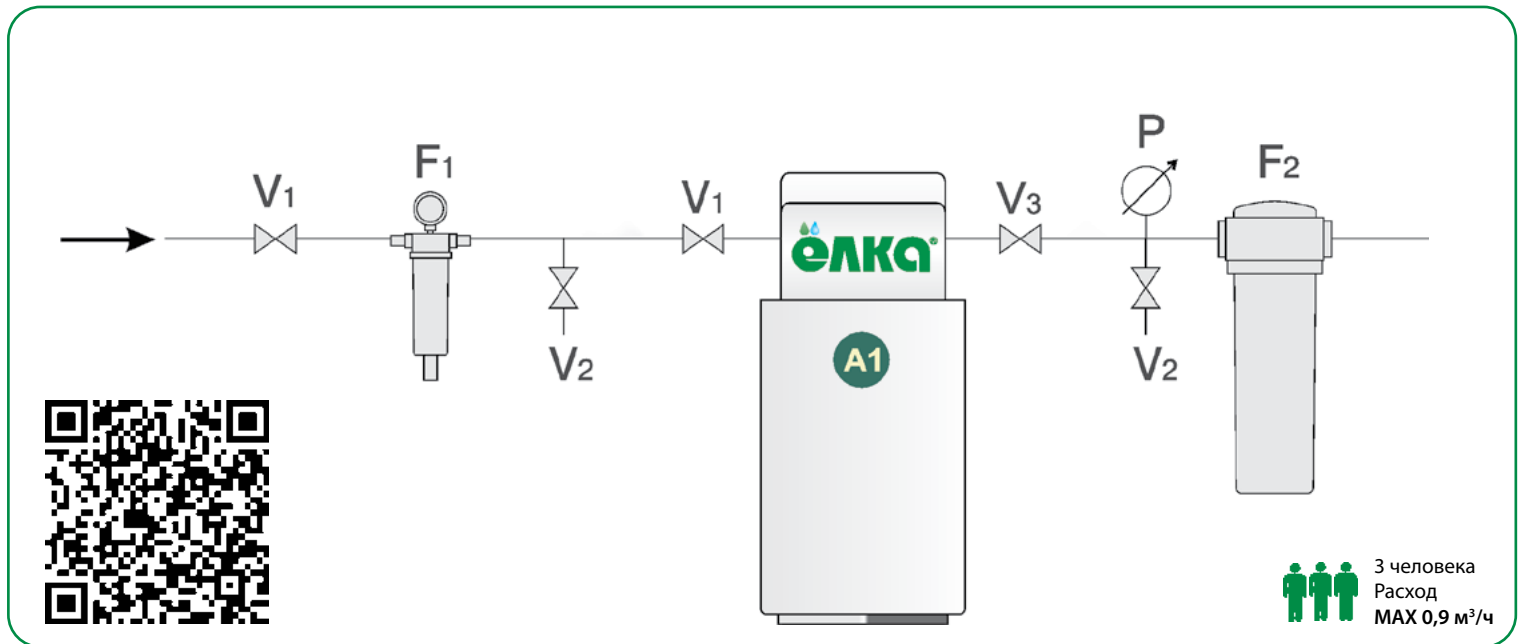 V1
F1
V2
V1
ёлка®
A1
V3
P
V2
F2
3 человека
Расход
MAX 0,9 м³/ч